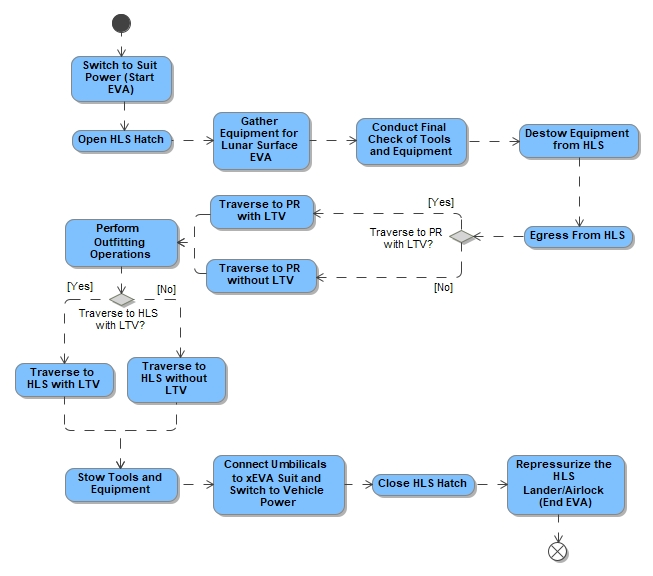 Switch to Suit
Power (Start
EVA)
Open HLS Hatch
Gather
Equipment for
Lunar Surface
EVA
Conduct Final
Check of Tools
and Equipment
Destow Equipment
from HLS
Egress From HLS
Traverse to PR
with LTV?
[Yes]
[No]
Traverse to PR
with LTV
Traverse to PR
without LTV
Perform
Outfitting
Operations
Traverse to HLS
with LTV?
[Yes]
[No]
Traverse to
HLS with LTV
Traverse to
HLS without
LTV
Stow Tools and
Equipment
Connect Umbilicals
to xEVA Suit and
Switch to Vehicle
Power
Close HLS Hatch
Repressurize the
HLS
Lander/Airlock
(End EVA)